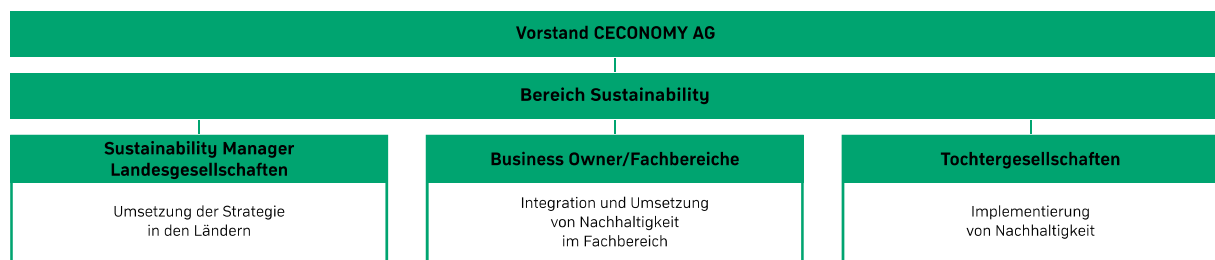 Vorstand CECONOMY AG
Bereich Sustainability
Sustainability Manager
Landesgesellschaften
Umsetzung der Strategie
in den Ländern
Business Owner/Fachbereiche
Integration und Umsetzung
von Nachhaltigkeit
im Fachbereich
Tochtergesellschaften
Implementierung
von Nachhaltigkeit